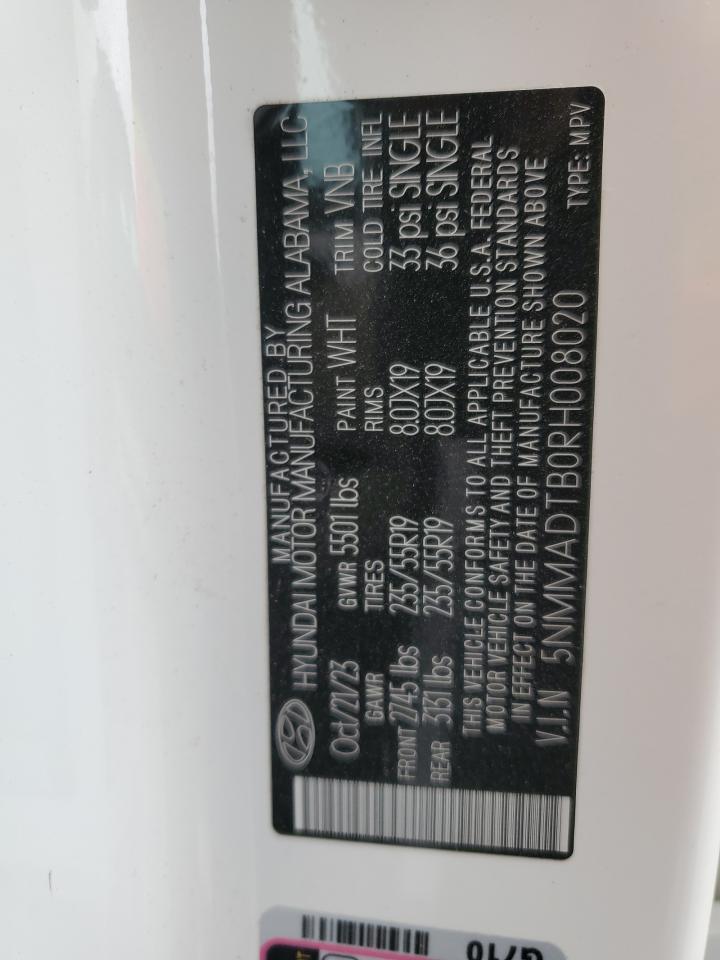 MANUFACTURED BY
HYUNDAI MOTOR MANUFACTURING ALABAMA, LLC
Oct/21/23 GVWR 5501 lbs PAINT WHT TRIM VNB
GAWR TIRES RIMS COLD TIRE INFL
FRONT 2745 lbs 235/55R19 8.0JX19 33 psi SINGLE
REAR 3131 lbs 235/55R19 8.0JX19 36 psi SINGLE
THIS VEHICLE CONFORMS TO ALL APPLICABLE U.S.A. FEDERAL
MOTOR VEHICLE SAFETY AND THEFT PREVENTION STANDARDS
IN EFFECT ON THE DATE OF MANUFACTURE SHOWN ABOVE
V.I.N 5NMMADTB0RH008020 TYPE: MPV
G710